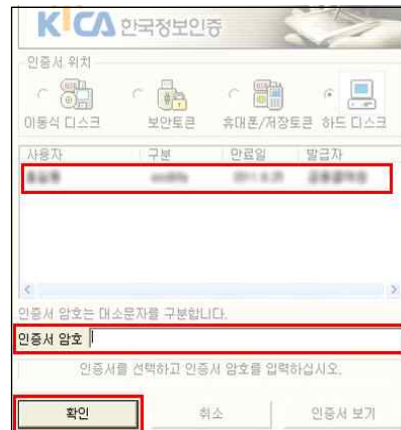 KICA 한국정보인증
인증서 위치
이동식 디스크 보안토큰 휴대폰/저장토큰 하드 디스크
사용자 구분 만료일 발급자
인증서 암호는 대소문자를 구분합니다.
인증서 암호
인증서를 선택하고 인증서 암호를 입력하십시오.
확인 취소 인증서 보기